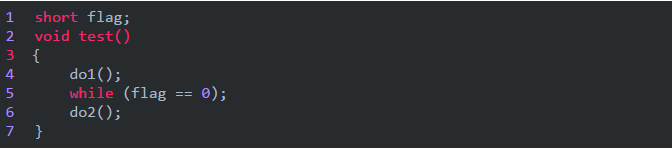 1 short flag;
2 void test()
3 {
4     do1();
5     while (flag == 0);
6     do2();
7 }